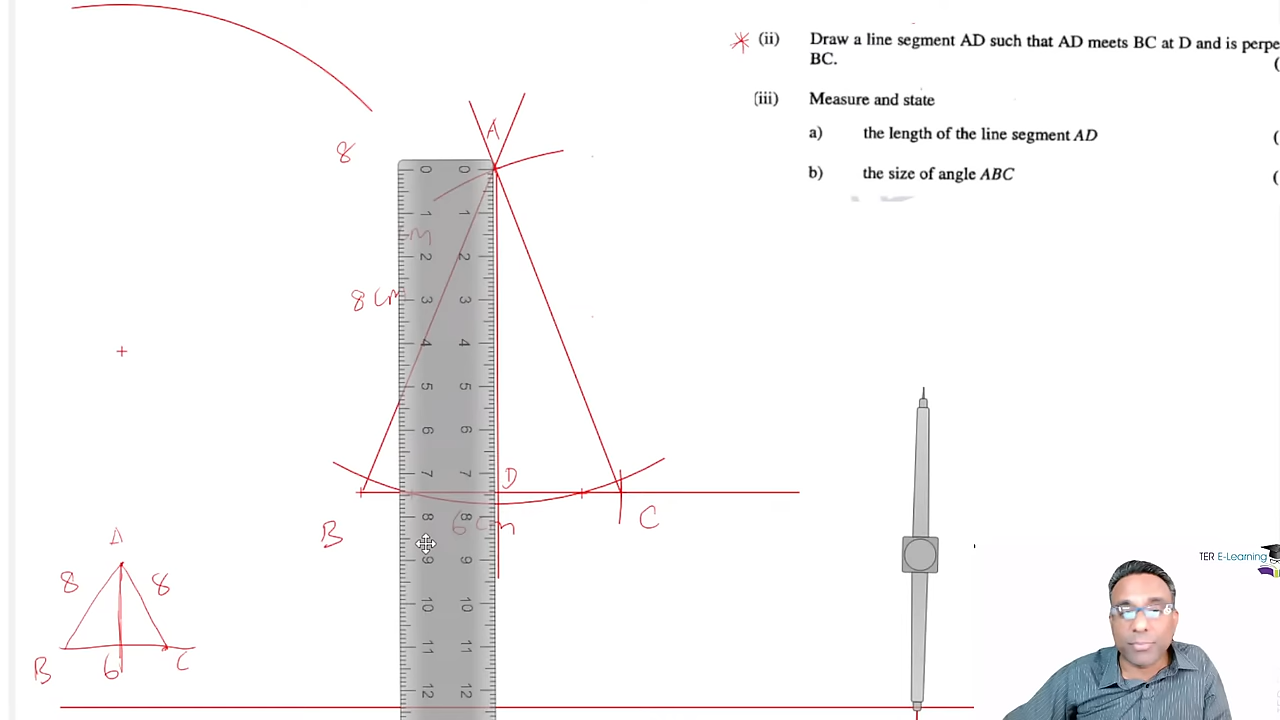 * (ii) Draw a line segment AD such that AD meets BC at D and is perpe
BC. (
(iii) Measure and state
a) the length of the line segment AD (
b) the size of angle ABC (
A
8
0 0
1 1
m
2 2
8 cm
3 3
4 4
5 5
6 6
7 7
D
8 8
6 cm
B
C
9 9
10 10
11 11
12 12
A
8 8
B 6 C
TER E-Learning